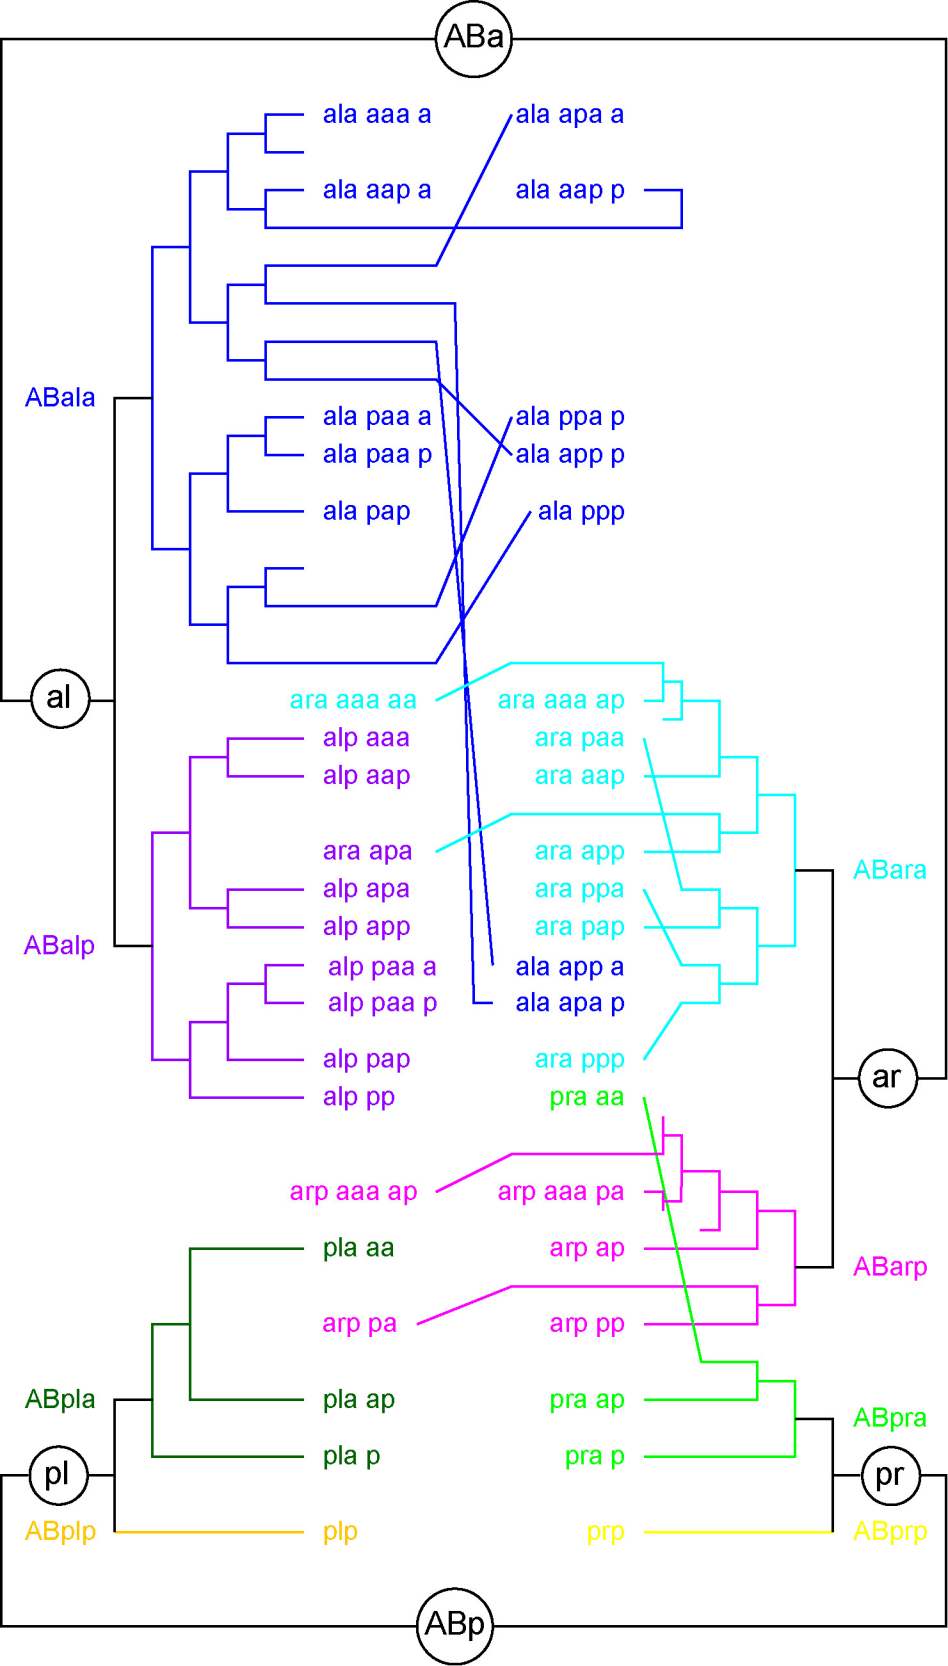 ABa
ala aaa a ala apa a
ala aap a ala aap p
ABala
ala paa a ala ppa p
ala paa p ala app p
ala pap ala ppp
al
ara aaa aa ara aaa ap
alp aaa ara paa
alp aap ara aap
ara apa ara app
ABara
alp apa ara ppa
alp app ara pap
ABalp
alp paa a ala app a
alp paa p ala apa p
alp pap ara ppp
ar
alp pp pra aa
arp aaa ap arp aaa pa
pla aa arp ap
ABarp
arp pa arp pp
ABpla pla ap pra ap
ABpra
pla p pra p
pl pr
ABplp plp prp ABprp
ABp